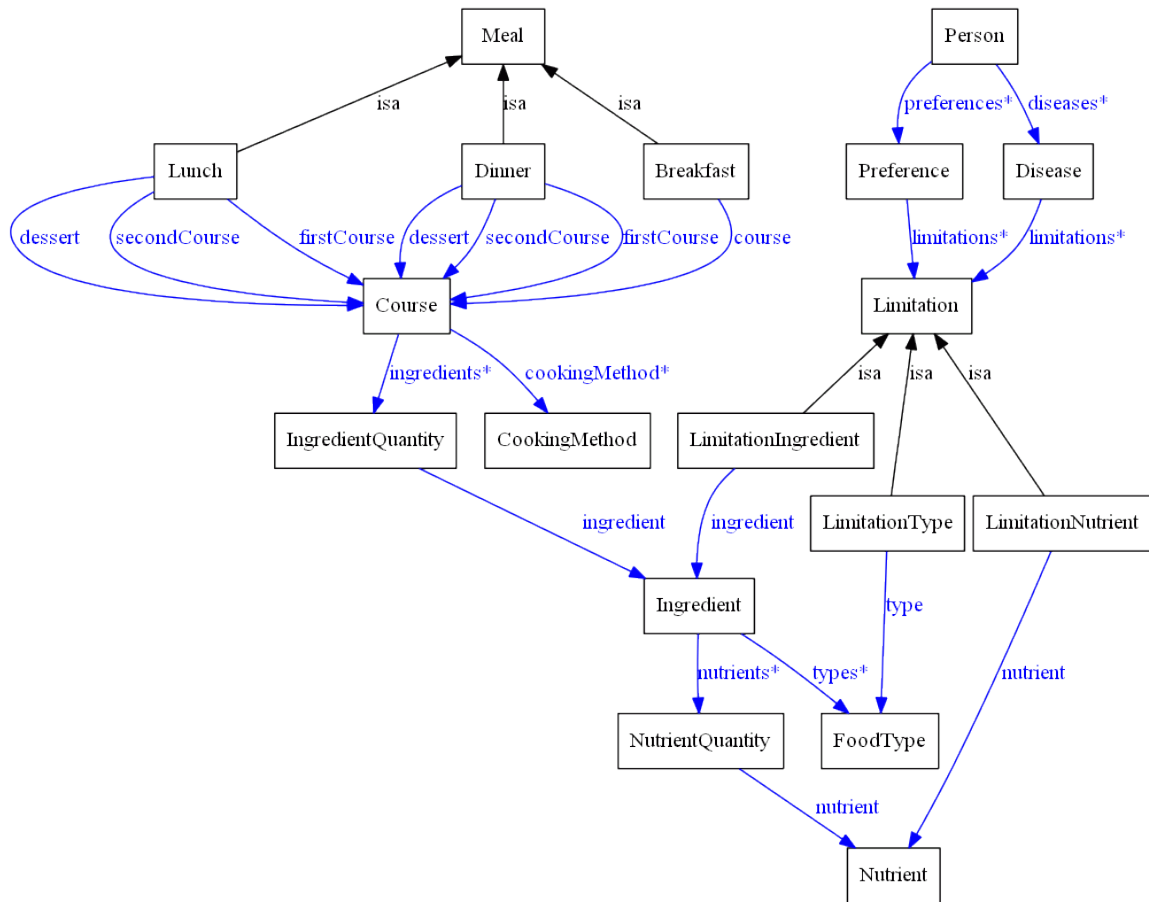 Meal
Person
isa
isa
isa
preferences*
diseases*
Lunch
Dinner
Breakfast
Preference
Disease
dessert
secondCourse
firstCourse
dessert
secondCourse
firstCourse
course
limitations*
limitations*
Course
Limitation
ingredients*
cookingMethod*
isa
isa
isa
IngredientQuantity
CookingMethod
LimitationIngredient
ingredient
ingredient
LimitationType
LimitationNutrient
Ingredient
type
nutrients*
types*
nutrient
NutrientQuantity
FoodType
nutrient
Nutrient